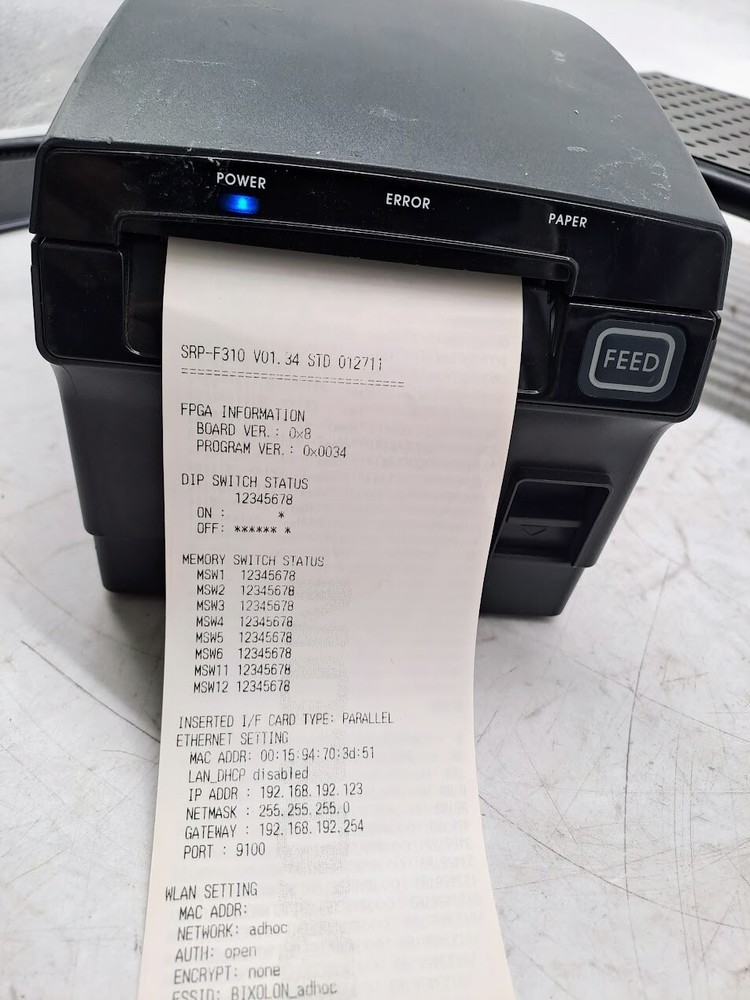 POWER
ERROR
PAPER
FEED
SRP-F310 V01.34 STD 012711
==============================
FPGA INFORMATION
BOARD VER.: 0x8
PROGRAM VER.: 0x0034
DIP SWITCH STATUS
12345678
ON : *
OFF: ****** *
MEMORY SWITCH STATUS
MSW1 12345678
MSW2 12345678
MSW3 12345678
MSW4 12345678
MSW5 12345678
MSW6 12345678
MSW11 12345678
MSW12 12345678
INSERTED I/F CARD TYPE: PARALLEL
ETHERNET SETTING
MAC ADDR: 00:15:94:70:3d:51
LAN_DHCP disabled
IP ADDR : 192.168.192.123
NETMASK : 255.255.255.0
GATEWAY : 192.168.192.254
PORT : 9100
WLAN SETTING
MAC ADDR:
NETWORK: adhoc
AUTH: open
ENCRYPT: none
ESSID: BIXOLON_adhoc